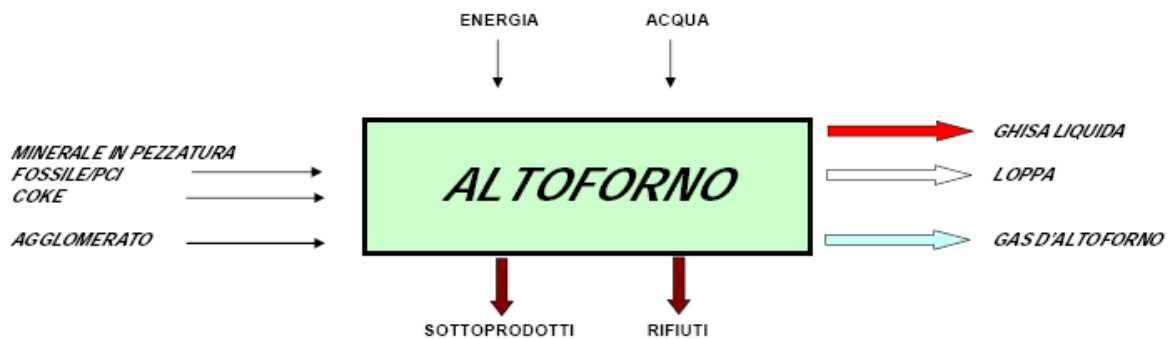 ENERGIA
ACQUA
MINERALE IN PEZZATURA
FOSSILE/PCI
COKE
AGGLOMERATO
ALTOFORNO
GHISA LIQUIDA
LOPPA
GAS D'ALTOFORNO
SOTTOPRODOTTI
RIFIUTI